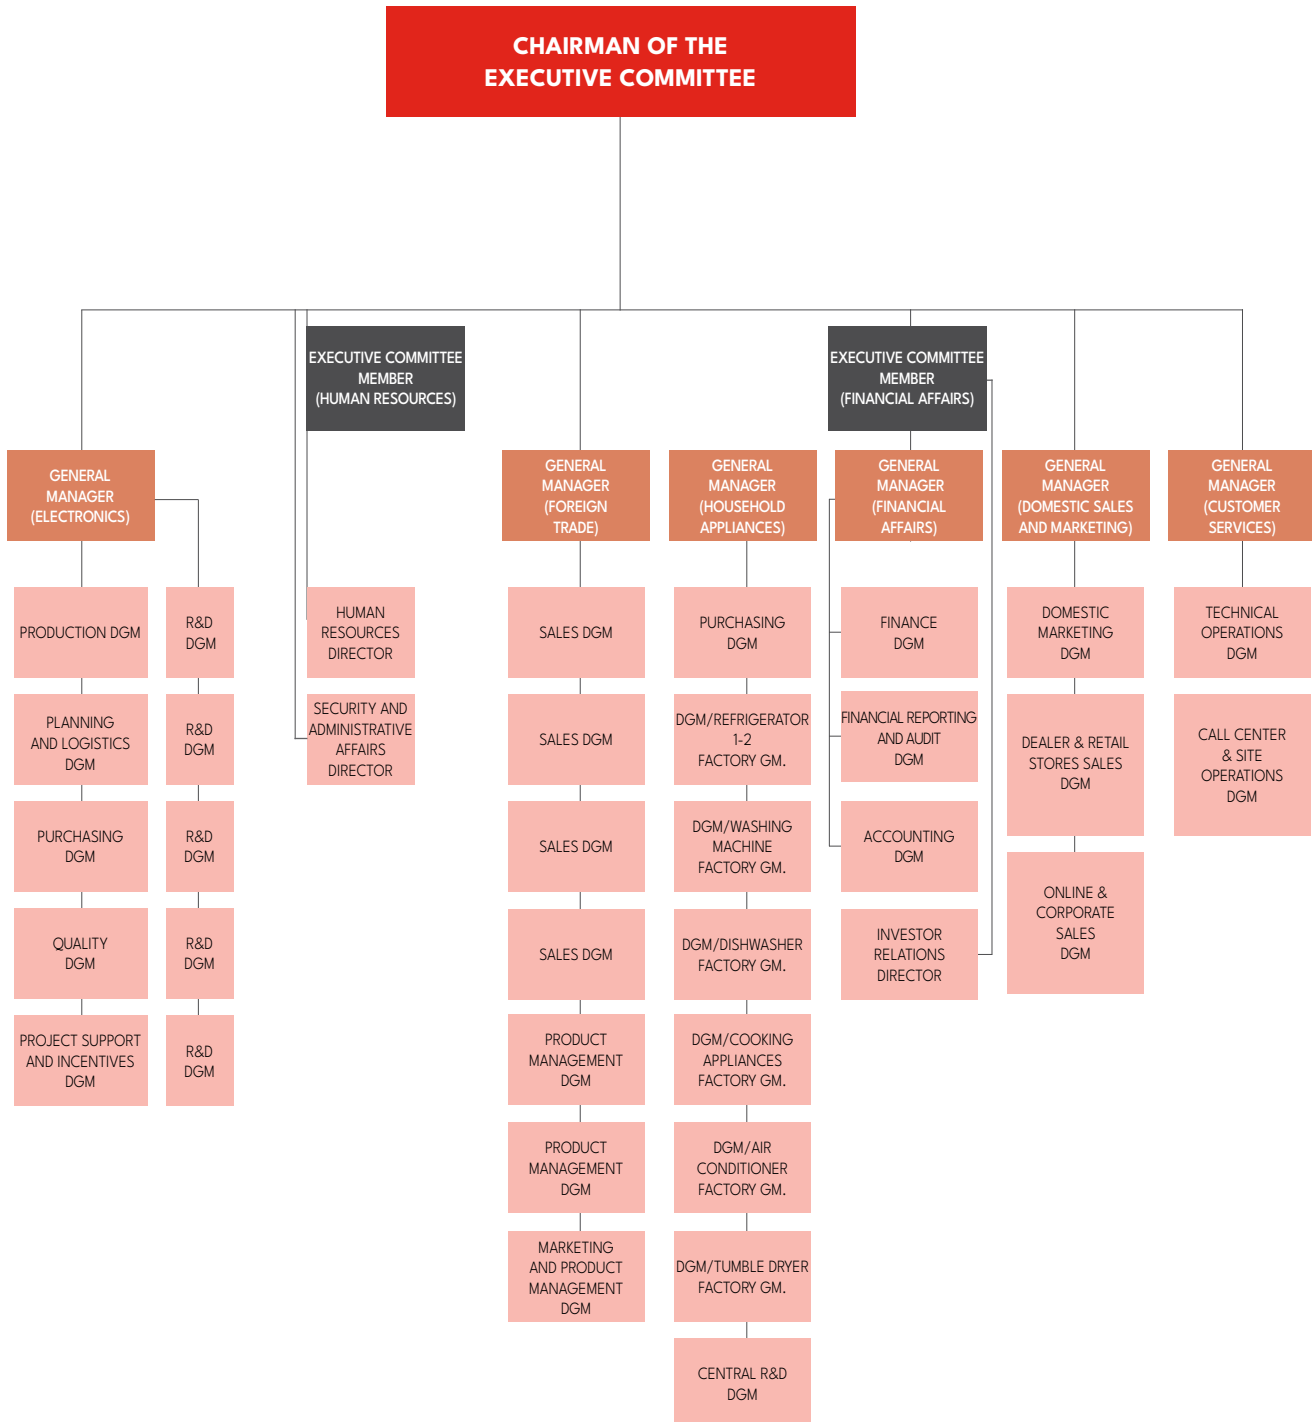 CHAIRMAN OF THE
EXECUTIVE COMMITTEE
EXECUTIVE COMMITTEE
MEMBER
(HUMAN RESOURCES)
EXECUTIVE COMMITTEE
MEMBER
(FINANCIAL AFFAIRS)
GENERAL
MANAGER
(ELECTRONICS)
GENERAL
MANAGER
(FOREIGN
TRADE)
GENERAL
MANAGER
(HOUSEHOLD
APPLIANCES)
GENERAL
MANAGER
(FINANCIAL
AFFAIRS)
GENERAL
MANAGER
(DOMESTIC SALES
AND MARKETING)
GENERAL
MANAGER
(CUSTOMER
SERVICES)
PRODUCTION DGM
PLANNING
AND LOGISTICS
DGM
PURCHASING
DGM
QUALITY
DGM
PROJECT SUPPORT
AND INCENTIVES
DGM
R&D
DGM
R&D
DGM
R&D
DGM
R&D
DGM
R&D
DGM
HUMAN
RESOURCES
DIRECTOR
SECURITY AND
ADMINISTRATIVE
AFFAIRS
DIRECTOR
SALES DGM
SALES DGM
SALES DGM
SALES DGM
PRODUCT
MANAGEMENT
DGM
PRODUCT
MANAGEMENT
DGM
MARKETING
AND PRODUCT
MANAGEMENT
DGM
PURCHASING
DGM
DGM/REFRIGERATOR
1-2
FACTORY GM.
DGM/WASHING
MACHINE
FACTORY GM.
DGM/DISHWASHER
FACTORY GM.
DGM/COOKING
APPLIANCES
FACTORY GM.
DGM/AIR
CONDITIONER
FACTORY GM.
DGM/TUMBLE DRYER
FACTORY GM.
CENTRAL R&D
DGM
FINANCE
DGM
FINANCIAL REPORTING
AND AUDIT
DGM
ACCOUNTING
DGM
INVESTOR
RELATIONS
DIRECTOR
DOMESTIC
MARKETING
DGM
DEALER & RETAIL
STORES SALES
DGM
ONLINE &
CORPORATE
SALES
DGM
TECHNICAL
OPERATIONS
DGM
CALL CENTER
& SITE
OPERATIONS
DGM